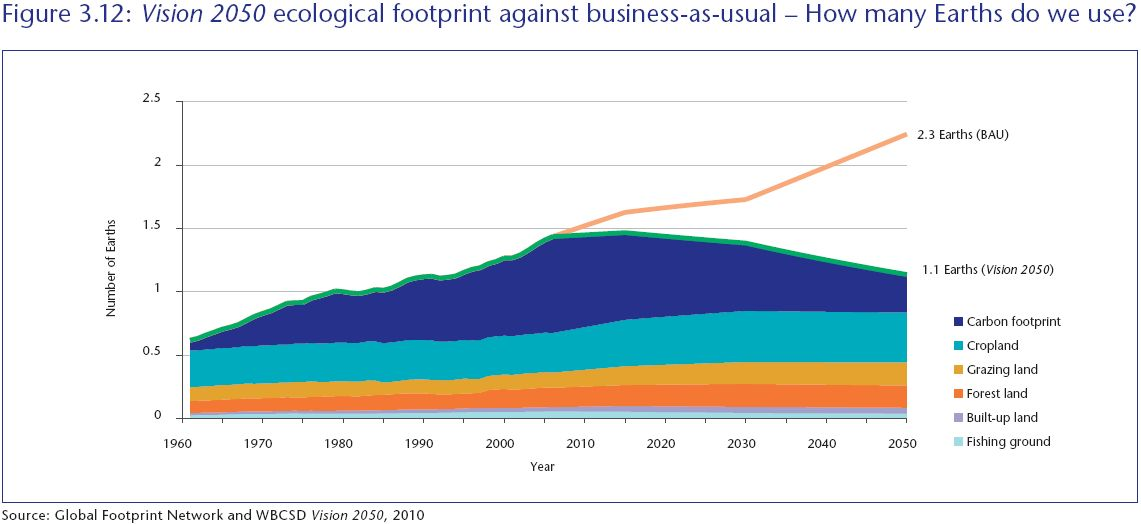 Figure 3.12: Vision 2050 ecological footprint against business-as-usual – How many Earths do we use?
2.5
2
1.5
1
0.5
0
Number of Earths
1960 1970 1980 1990 2000 2010 2020 2030 2040 2050
Year
2.3 Earths (BAU)
1.1 Earths (Vision 2050)
Carbon footprint
Cropland
Grazing land
Forest land
Built-up land
Fishing ground
Source: Global Footprint Network and WBCSD Vision 2050, 2010